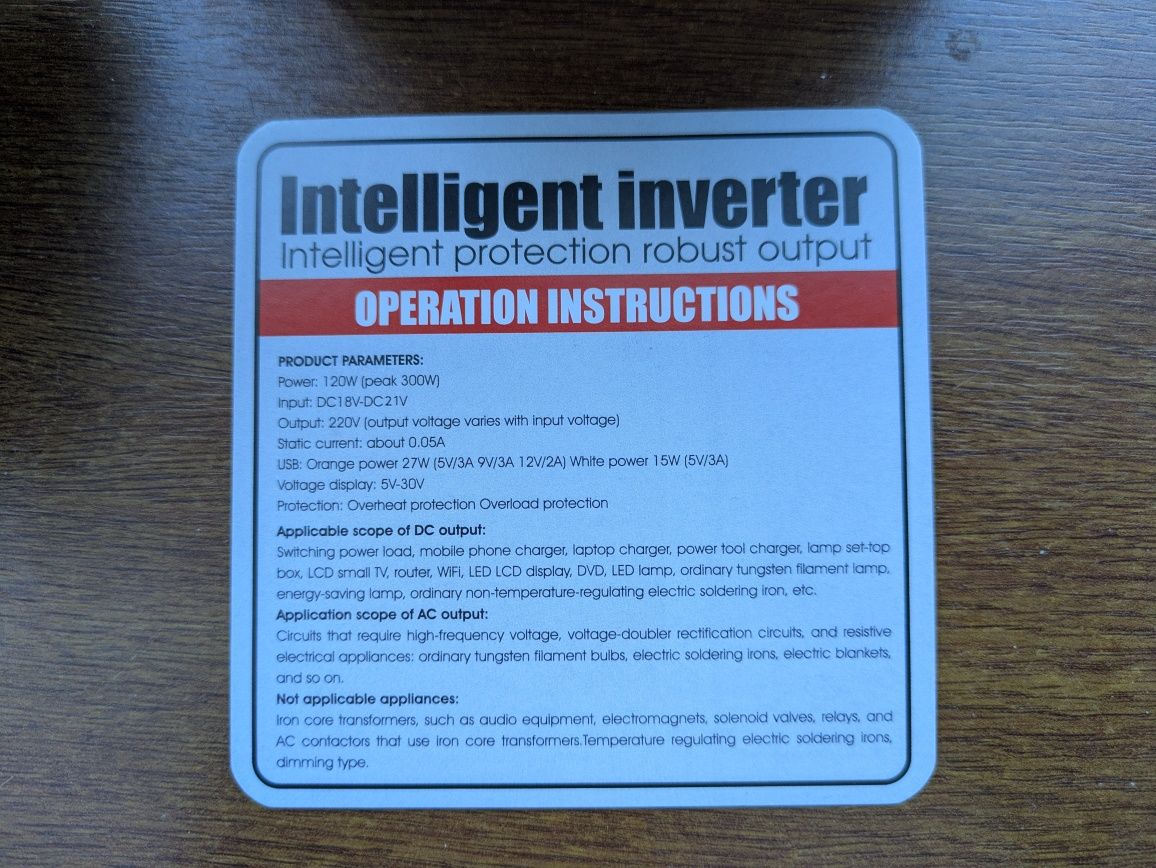 Intelligent inverter
Intelligent protection robust output
OPERATION INSTRUCTIONS
PRODUCT PARAMETERS:
Power: 120W (peak 300W)
Input: DC18V-DC21V
Output: 220V (output voltage varies with input voltage)
Static current: about 0.05A
USB: Orange power 27W (5V/3A 9V/3A 12V/2A) White power 15W (5V/3A)
Voltage display: 5V-30V
Protection: Overheat protection Overload protection
Applicable scope of DC output:
Switching power load, mobile phone charger, laptop charger, power tool charger, lamp set-top
box, LCD small TV, router, WiFi, LED LCD display, DVD, LED lamp, ordinary tungsten filament lamp,
energy-saving lamp, ordinary non-temperature-regulating electric soldering iron, etc.
Application scope of AC output:
Circuits that require high-frequency voltage, voltage-doubler rectification circuits, and resistive
electrical appliances: ordinary tungsten filament bulbs, electric soldering irons, electric blankets,
and so on.
Not applicable appliances:
Iron core transformers, such as audio equipment, electromagnets, solenoid valves, relays, and
AC contactors that use iron core transformers.Temperature regulating electric soldering irons,
dimming type.